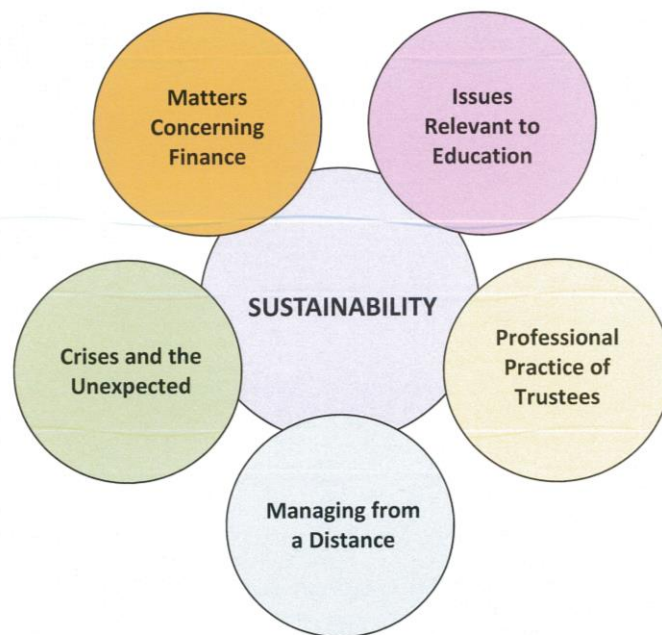 Matters
Concerning
Finance
Issues
Relevant to
Education
SUSTAINABILITY
Crises and the
Unexpected
Professional
Practice of
Trustees
Managing from
a Distance